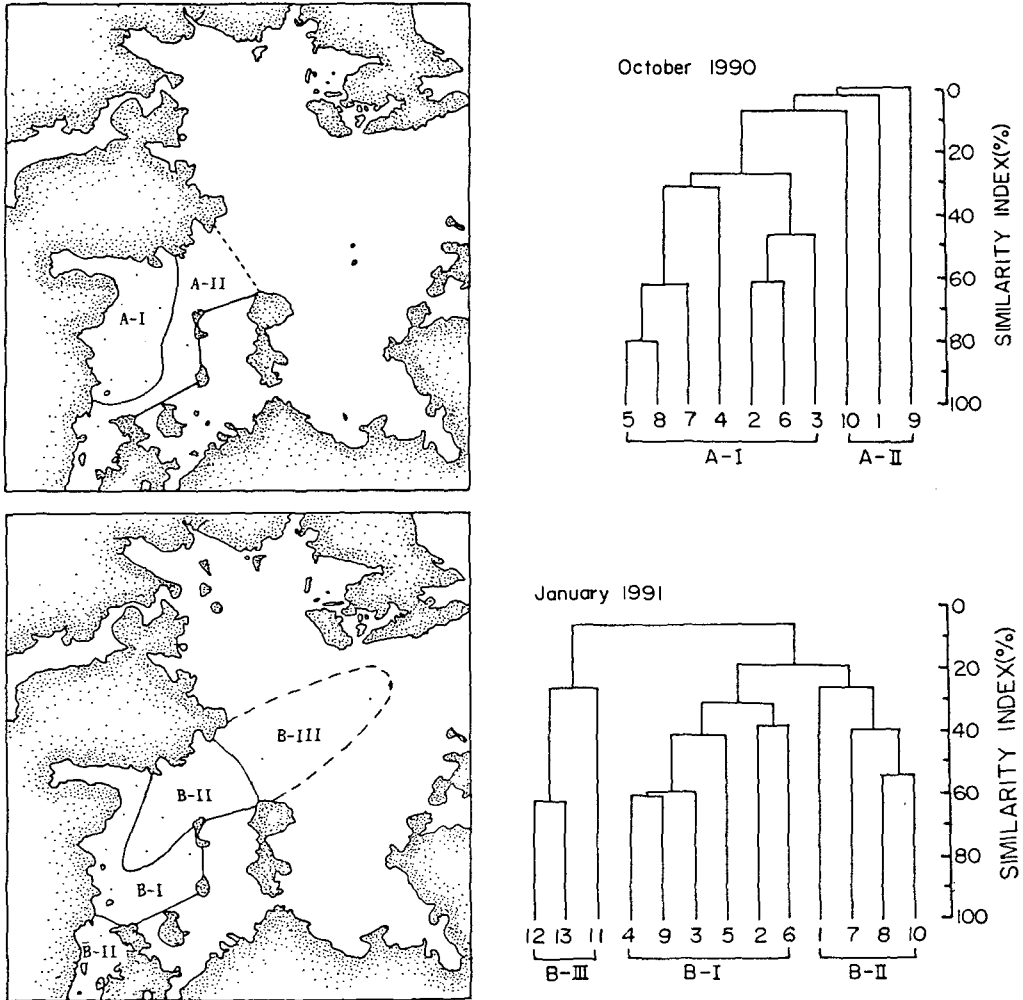 A-I
A-II
October 1990
0
20
40
60
80
100
SIMILARITY INDEX(%)
5 8 7 4 2 6 3 10 1 9
A-I A-II
B-III
B-II
B-I
B-II
January 1991
0
20
40
60
80
100
SIMILARITY INDEX(%)
12 13 11 4 9 3 5 2 6 1 7 8 10
B-III B-I B-II